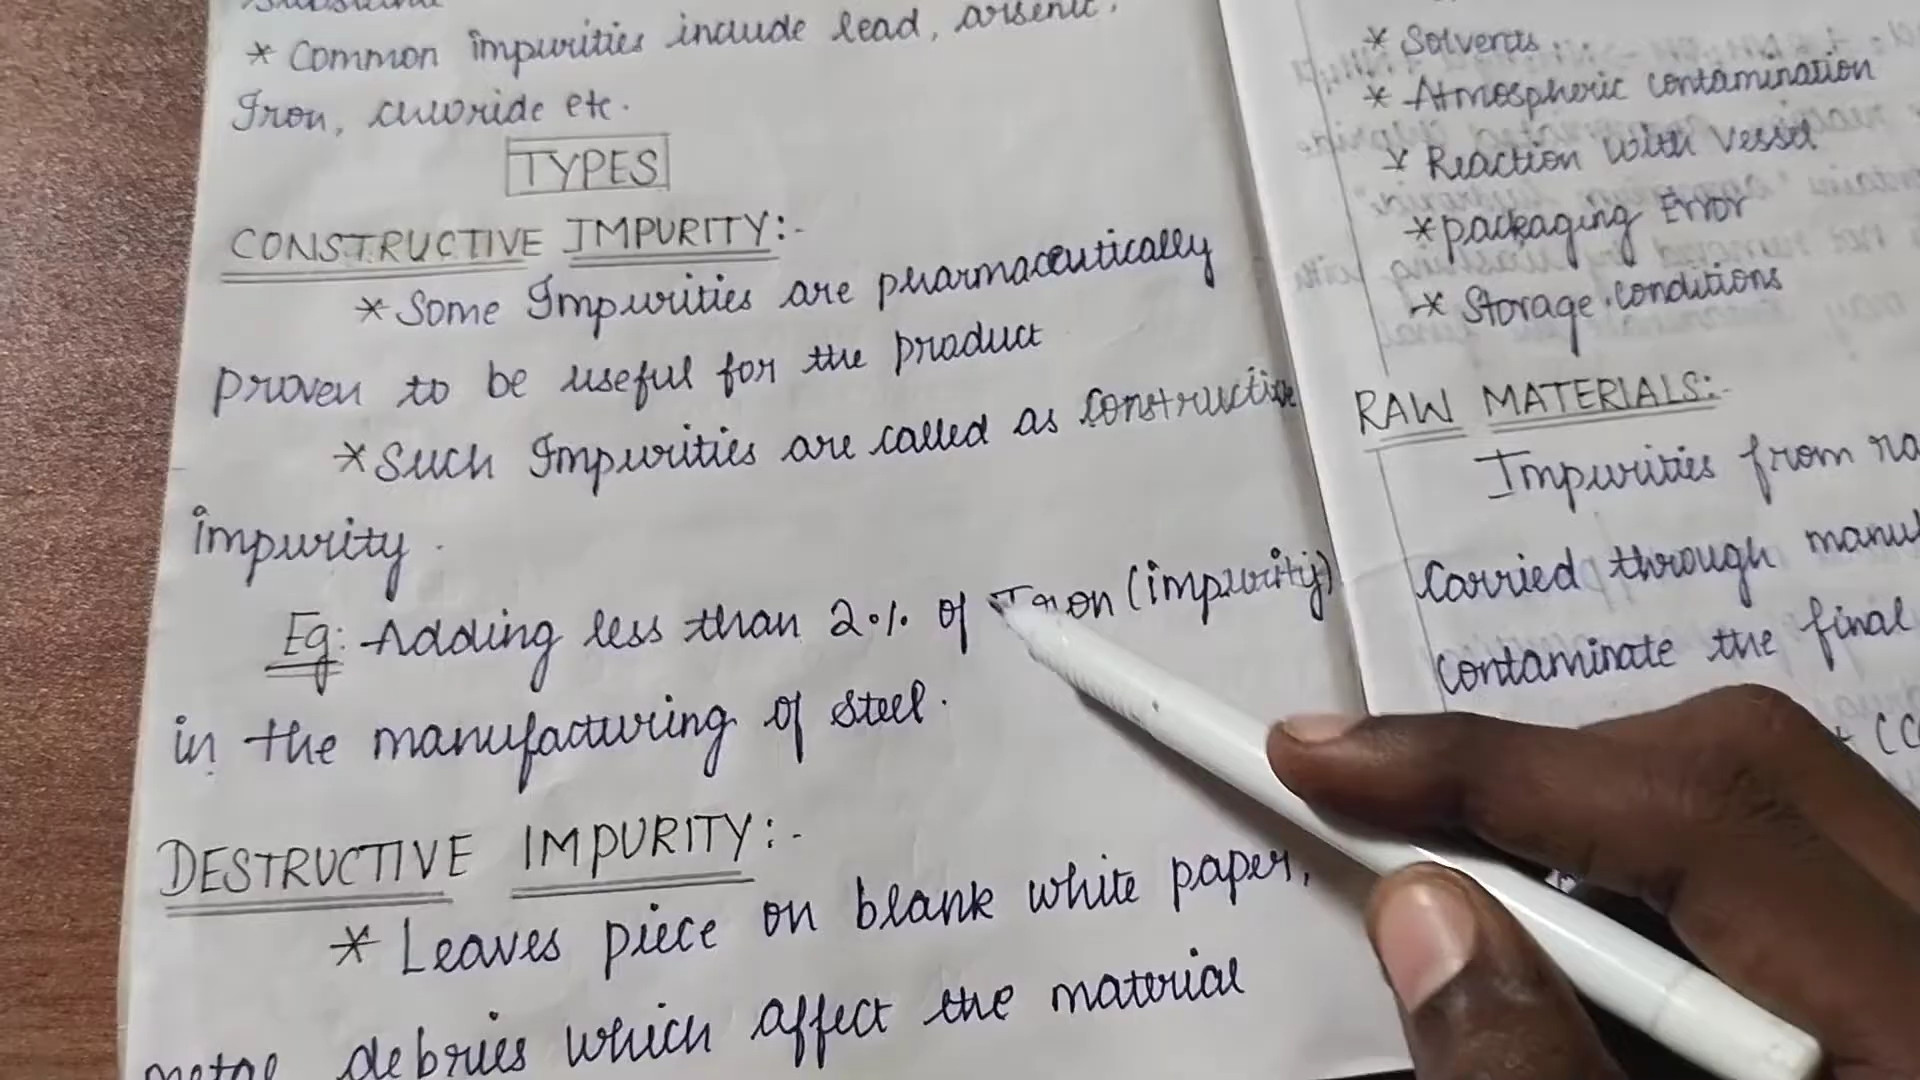 * Common impurities include lead, arsenic,
Iron, chloride etc.
TYPES
CONSTRUCTIVE IMPURITY:-
* Some Impurities are pharmaceutically
proven to be useful for the product
* Such Impurities are called as constructive
impurity.
Eg: Adding less than 2% of Iron (impurity)
in the manufacturing of steel.
DESTRUCTIVE IMPURITY:-
* Leaves piece on blank white paper,
metal debries which affect the material
* Solvents
* Atmospheric contamination
* Reaction with vessel
* packaging Error
* Storage conditions
RAW MATERIALS:-
Impurities from
Carried through
contaminate the final